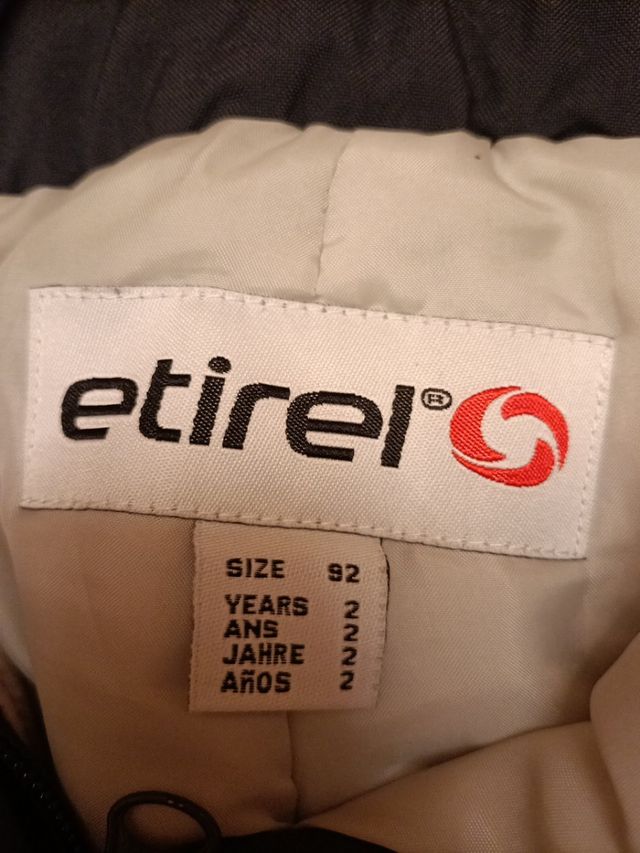 etirel®
SIZE 92
YEARS 2
ANS 2
JAHRE 2
AÑOS 2